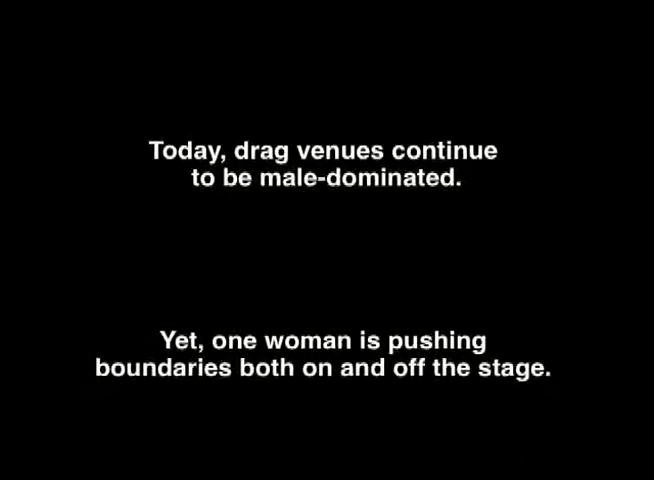 Today, drag venues continue
to be male-dominated.
Yet, one woman is pushing
boundaries both on and off the stage.